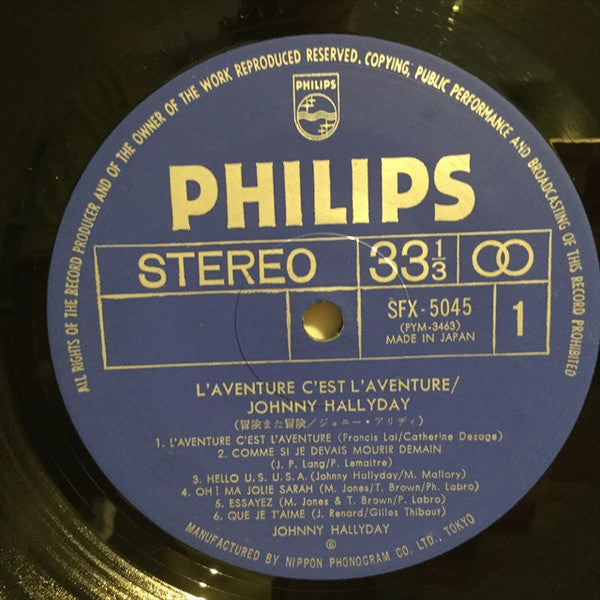 ALL RIGHTS OF THE RECORD PRODUCER AND OF THE OWNER OF THE WORK REPRODUCED RESERVED. COPYING, PUBLIC PERFORMANCE AND BROADCASTING OF THIS RECORD PROHIBITED
PHILIPS
PHILIPS
STEREO
33 1/3
SFX-5045
(PYM-3463)
MADE IN JAPAN
1
L'AVENTURE C'EST L'AVENTURE/
JOHNNY HALLYDAY
(冒険また冒険/ジョニー・アリディ)
1. L'AVENTURE C'EST L'AVENTURE (Francis Lai/Catherine Desage)
2. COMME SI JE DEVAIS MOURIR DEMAIN
(J. P. Lang/P. Lemaitre)
3. HELLO U. S. U. S. A. (Johnny Hallyday/M. Mallory)
4. OH! MA JOLIE SARAH (M. Jones/T. Brown/Ph. Labro)
5. ESSAYEZ (M. Jones & T. Brown/P. Labro)
6. QUE JE T'AIME (J. Renard/Gilles Thibaut)
JOHNNY HALLYDAY
MANUFACTURED BY NIPPON PHONOGRAM CO. LTD., TOKYO